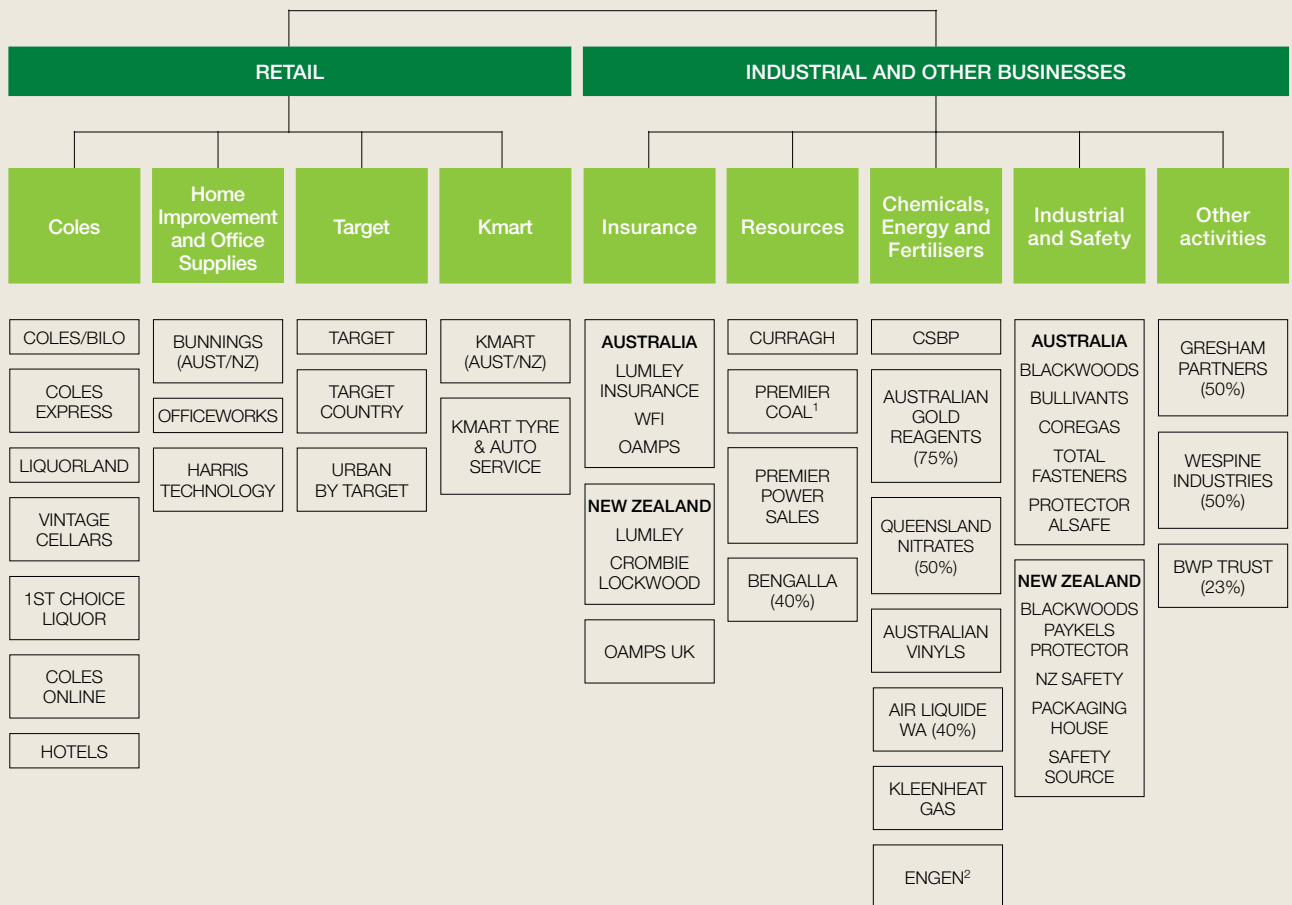 RETAIL
INDUSTRIAL AND OTHER BUSINESSES
Coles
Home
Improvement
and Office
Supplies
Target
Kmart
Insurance
Resources
Chemicals,
Energy and
Fertilisers
Industrial
and Safety
Other
activities
COLES/BILO
COLES
EXPRESS
LIQUORLAND
VINTAGE
CELLARS
1ST CHOICE
LIQUOR
COLES
ONLINE
HOTELS
BUNNINGS
(AUST/NZ)
OFFICEWORKS
HARRIS
TECHNOLOGY
TARGET
TARGET
COUNTRY
URBAN
BY TARGET
KMART
(AUST/NZ)
KMART TYRE
& AUTO
SERVICE
AUSTRALIA
LUMLEY
INSURANCE
WFI
OAMPS
NEW ZEALAND
LUMLEY
CROMBIE
LOCKWOOD
OAMPS UK
CURRAGH
PREMIER
COAL¹
PREMIER
POWER
SALES
BENGALLA
(40%)
CSBP
AUSTRALIAN
GOLD
REAGENTS
(75%)
QUEENSLAND
NITRATES
(50%)
AUSTRALIAN
VINYLS
AIR LIQUIDE
WA (40%)
KLEENHEAT
GAS
ENGEN²
AUSTRALIA
BLACKWOODS
BULLIVANTS
COREGAS
TOTAL
FASTENERS
PROTECTOR
ALSAFE
NEW ZEALAND
BLACKWOODS
PAYKELS
PROTECTOR
NZ SAFETY
PACKAGING
HOUSE
SAFETY
SOURCE
GRESHAM
PARTNERS
(50%)
WESPINE
INDUSTRIES
(50%)
BWP TRUST
(23%)